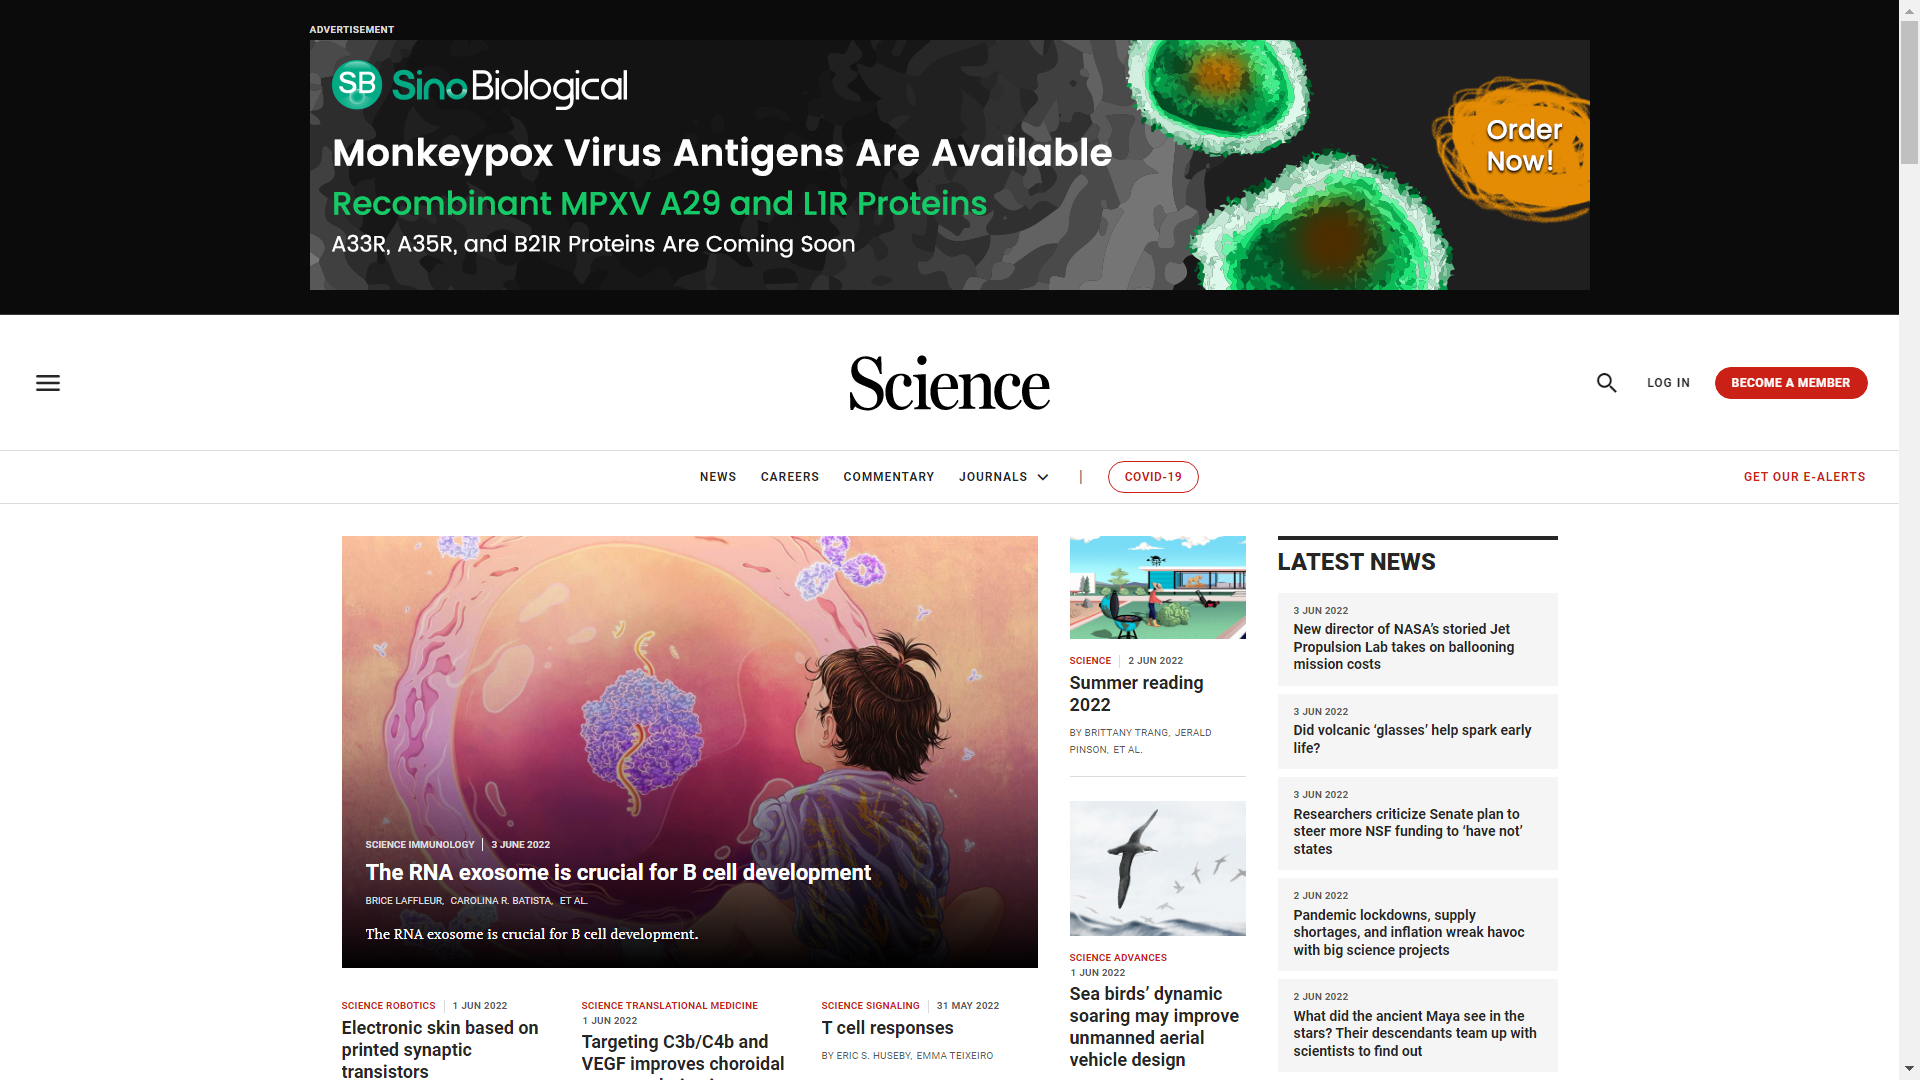 ADVERTISEMENT
SB SinoBiological
Monkeypox Virus Antigens Are Available
Recombinant MPXV A29 and L1R Proteins
A33R, A35R, and B21R Proteins Are Coming Soon
Order
Now!
Science
LOG IN
BECOME A MEMBER
NEWS
CAREERS
COMMENTARY
JOURNALS
|
COVID-19
GET OUR E-ALERTS
SCIENCE IMMUNOLOGY | 3 JUNE 2022
The RNA exosome is crucial for B cell development
BRICE LAFFLEUR, CAROLINA R. BATISTA, ET AL.
The RNA exosome is crucial for B cell development.
SCIENCE ROBOTICS | 1 JUN 2022
Electronic skin based on
printed synaptic
transistors
SCIENCE TRANSLATIONAL MEDICINE
1 JUN 2022
Targeting C3b/C4b and
VEGF improves choroidal
SCIENCE SIGNALING | 31 MAY 2022
T cell responses
BY ERIC S. HUSEBY, EMMA TEIXEIRO
SCIENCE | 2 JUN 2022
Summer reading
2022
BY BRITTANY TRANG, JERALD
PINSON, ET AL.
SCIENCE ADVANCES
1 JUN 2022
Sea birds’ dynamic
soaring may improve
unmanned aerial
vehicle design
LATEST NEWS
3 JUN 2022
New director of NASA’s storied Jet
Propulsion Lab takes on ballooning
mission costs
3 JUN 2022
Did volcanic ‘glasses’ help spark early
life?
3 JUN 2022
Researchers criticize Senate plan to
steer more NSF funding to ‘have not’
states
2 JUN 2022
Pandemic lockdowns, supply
shortages, and inflation wreak havoc
with big science projects
2 JUN 2022
What did the ancient Maya see in the
stars? Their descendants team up with
scientists to find out